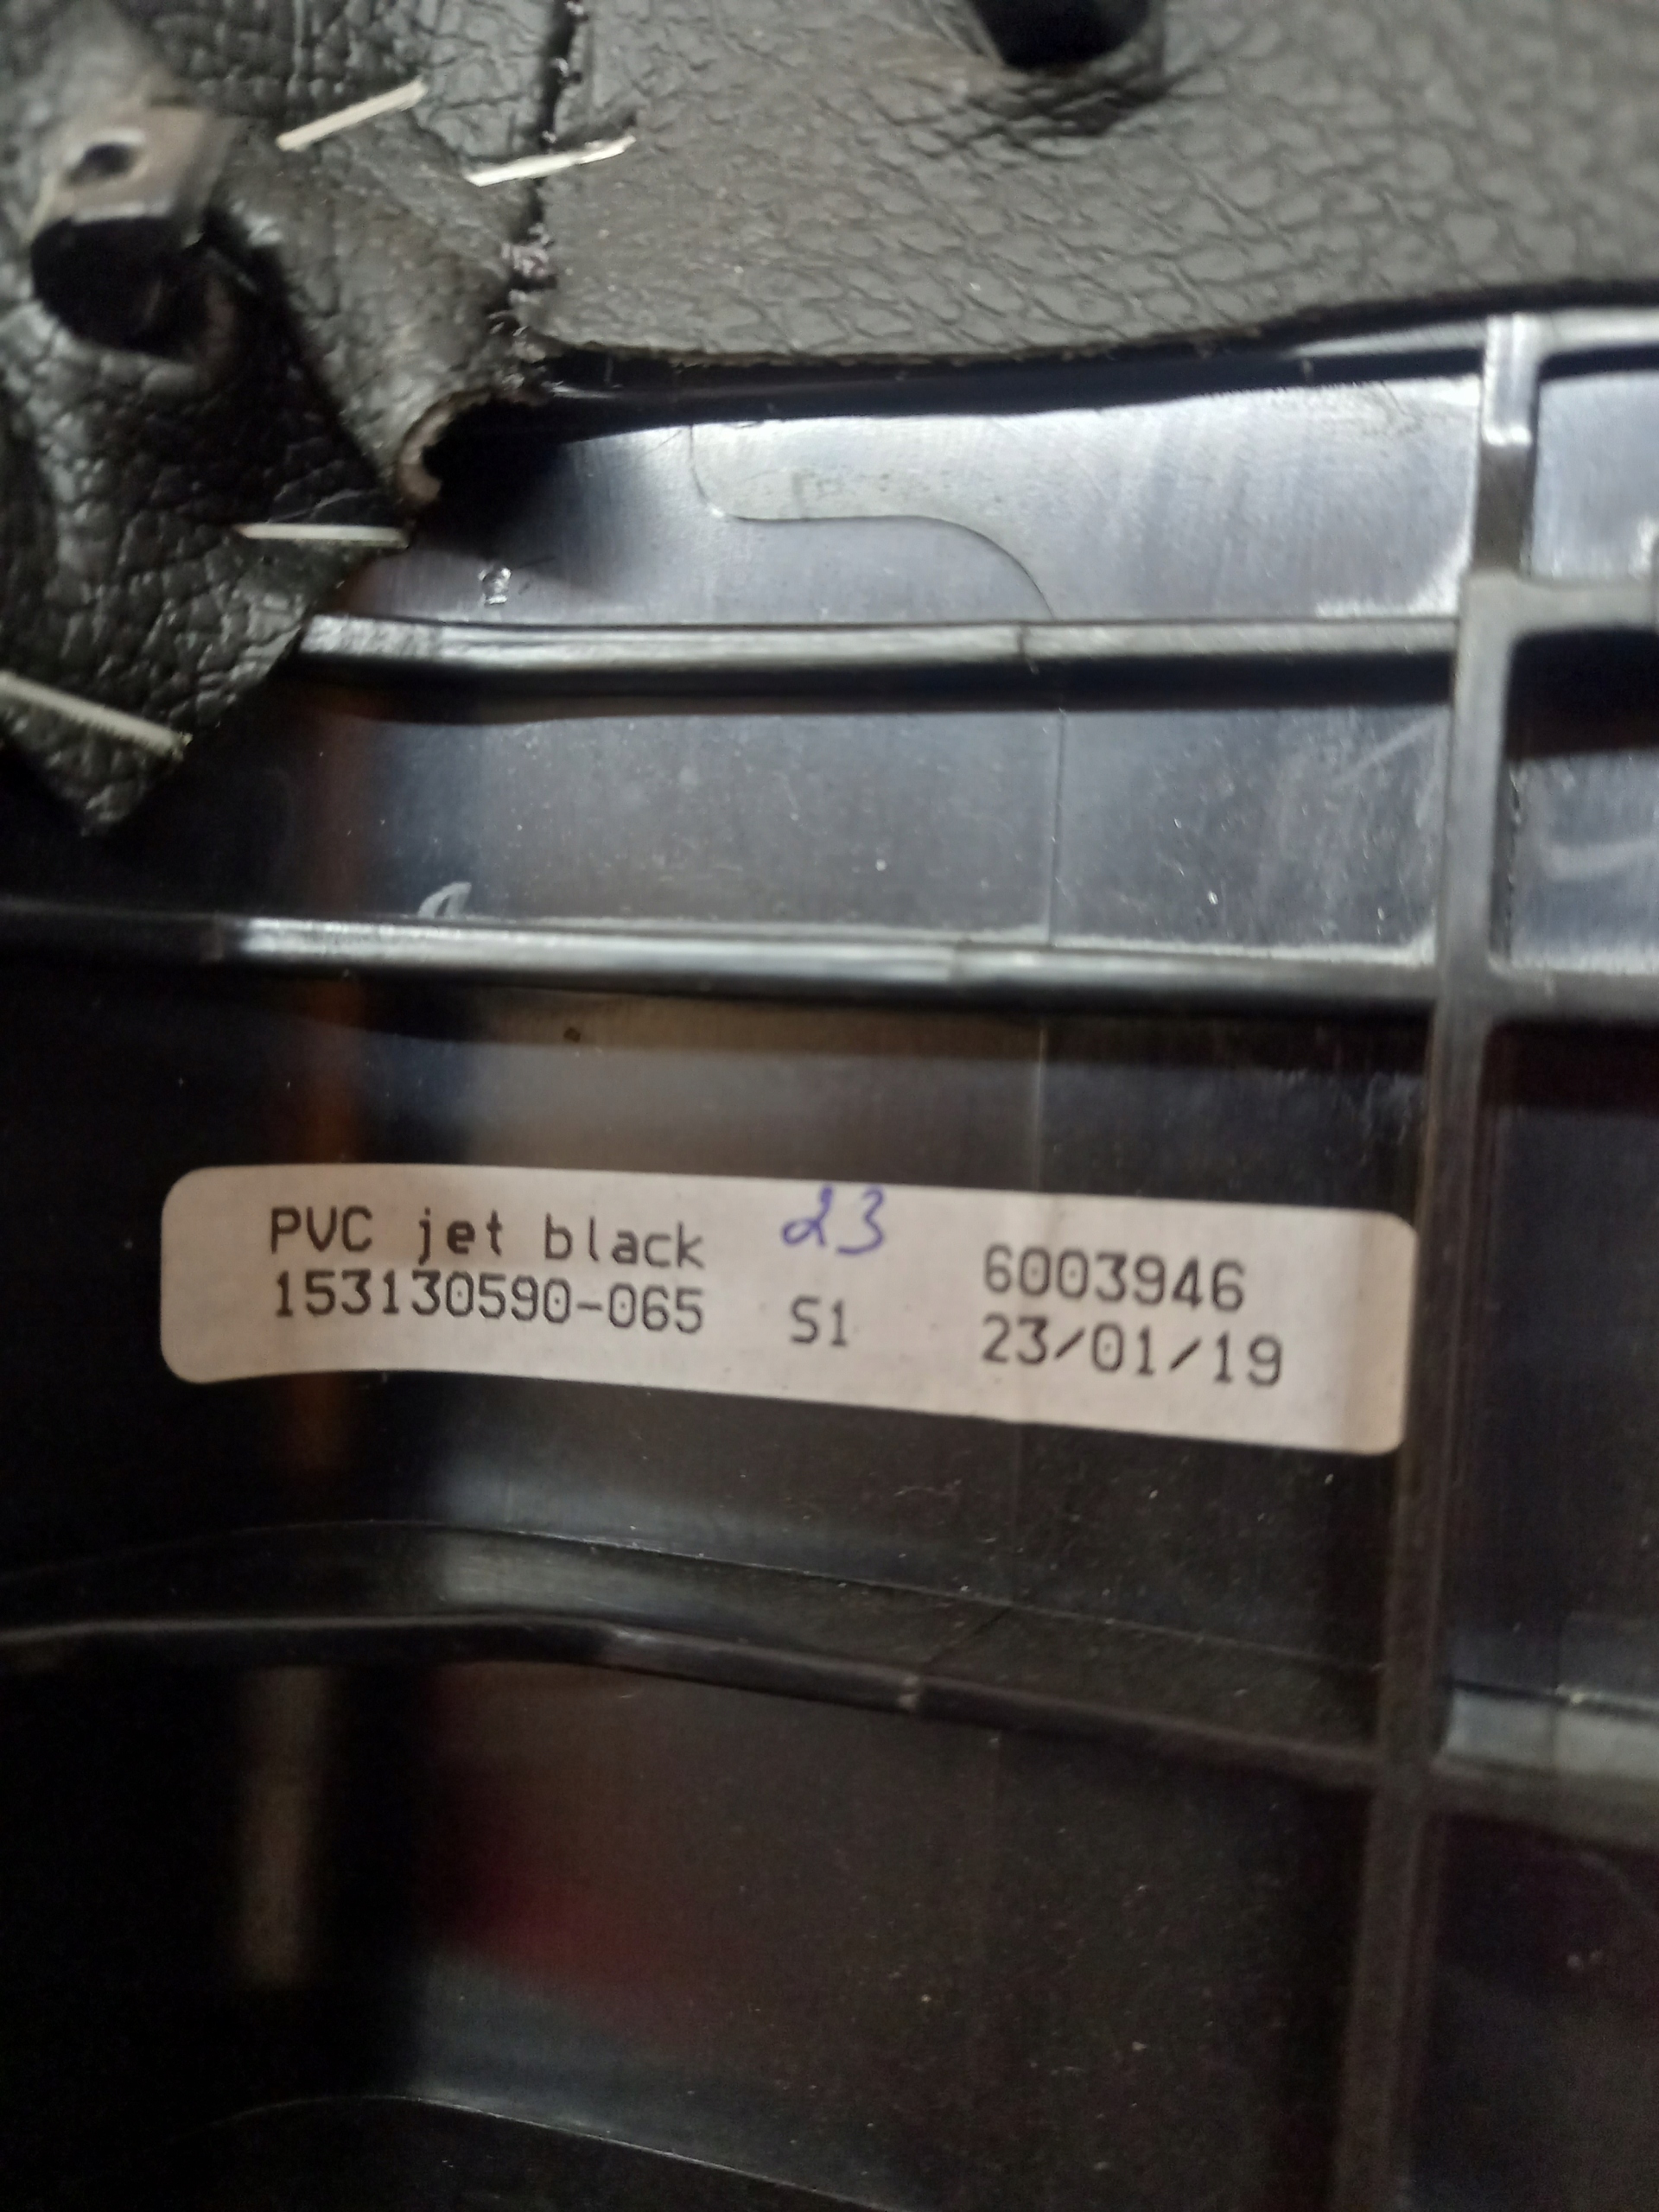 PVC jet black 23 6003946
153130590-065 S1 23/01/19